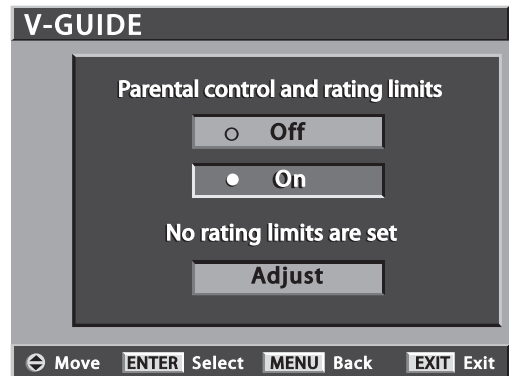 V-GUIDE
Parental control and rating limits
Off
On
No rating limits are set
Adjust
Move ENTER Select MENU Back EXIT Exit